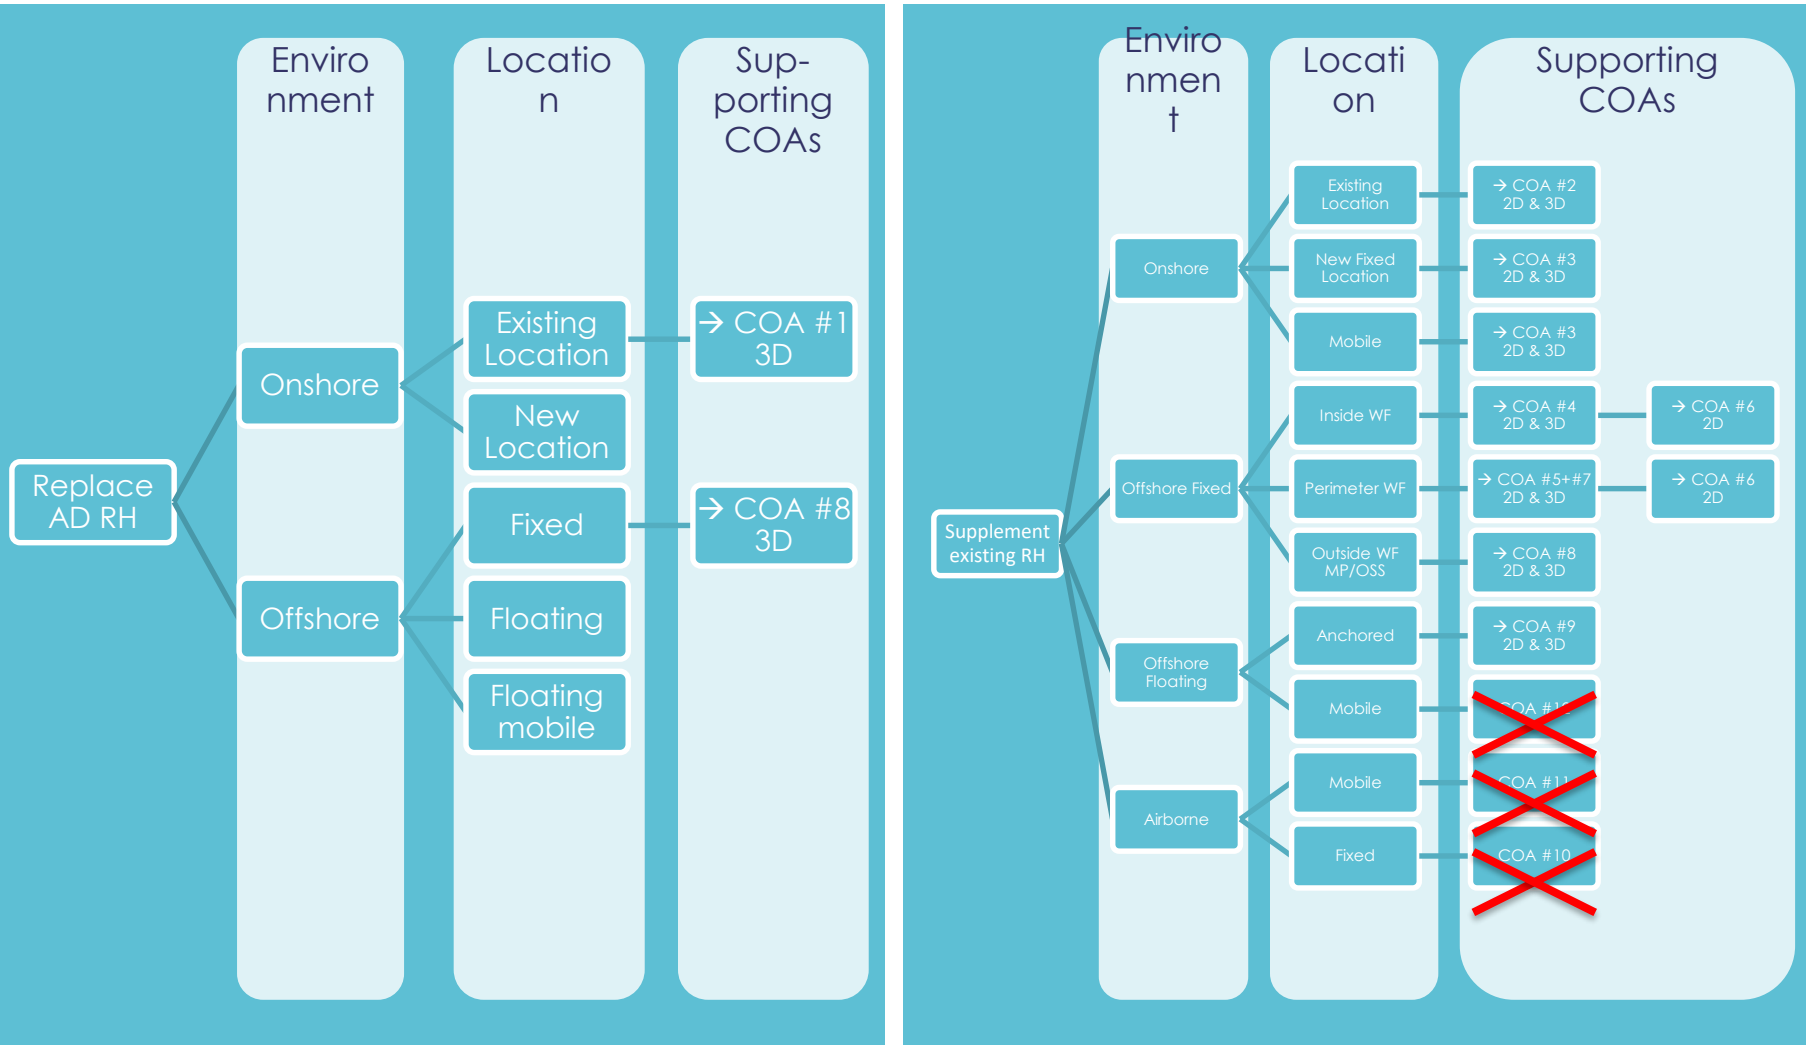 Enviro
nment
Locatio
n
Sup-
porting
COAs
Replace
AD RH
Onshore
Offshore
Existing
Location
New
Location
Fixed
Floating
Floating
mobile
→ COA #1
3D
→ COA #8
3D
Enviro
nmen
t
Locati
on
Supporting
COAs
Supplement
existing RH
Onshore
Existing
Location
→ COA #2
2D & 3D
New Fixed
Location
→ COA #3
2D & 3D
Mobile
→ COA #3
2D & 3D
Offshore Fixed
Inside WF
→ COA #4
2D & 3D
→ COA #6
2D
Perimeter WF
→ COA #5+#7
2D & 3D
→ COA #6
2D
Outside WF
MP/OSS
→ COA #8
2D & 3D
Offshore
Floating
Anchored
→ COA #9
2D & 3D
Mobile
COA #12
Airborne
Mobile
COA #11
Fixed
COA #10